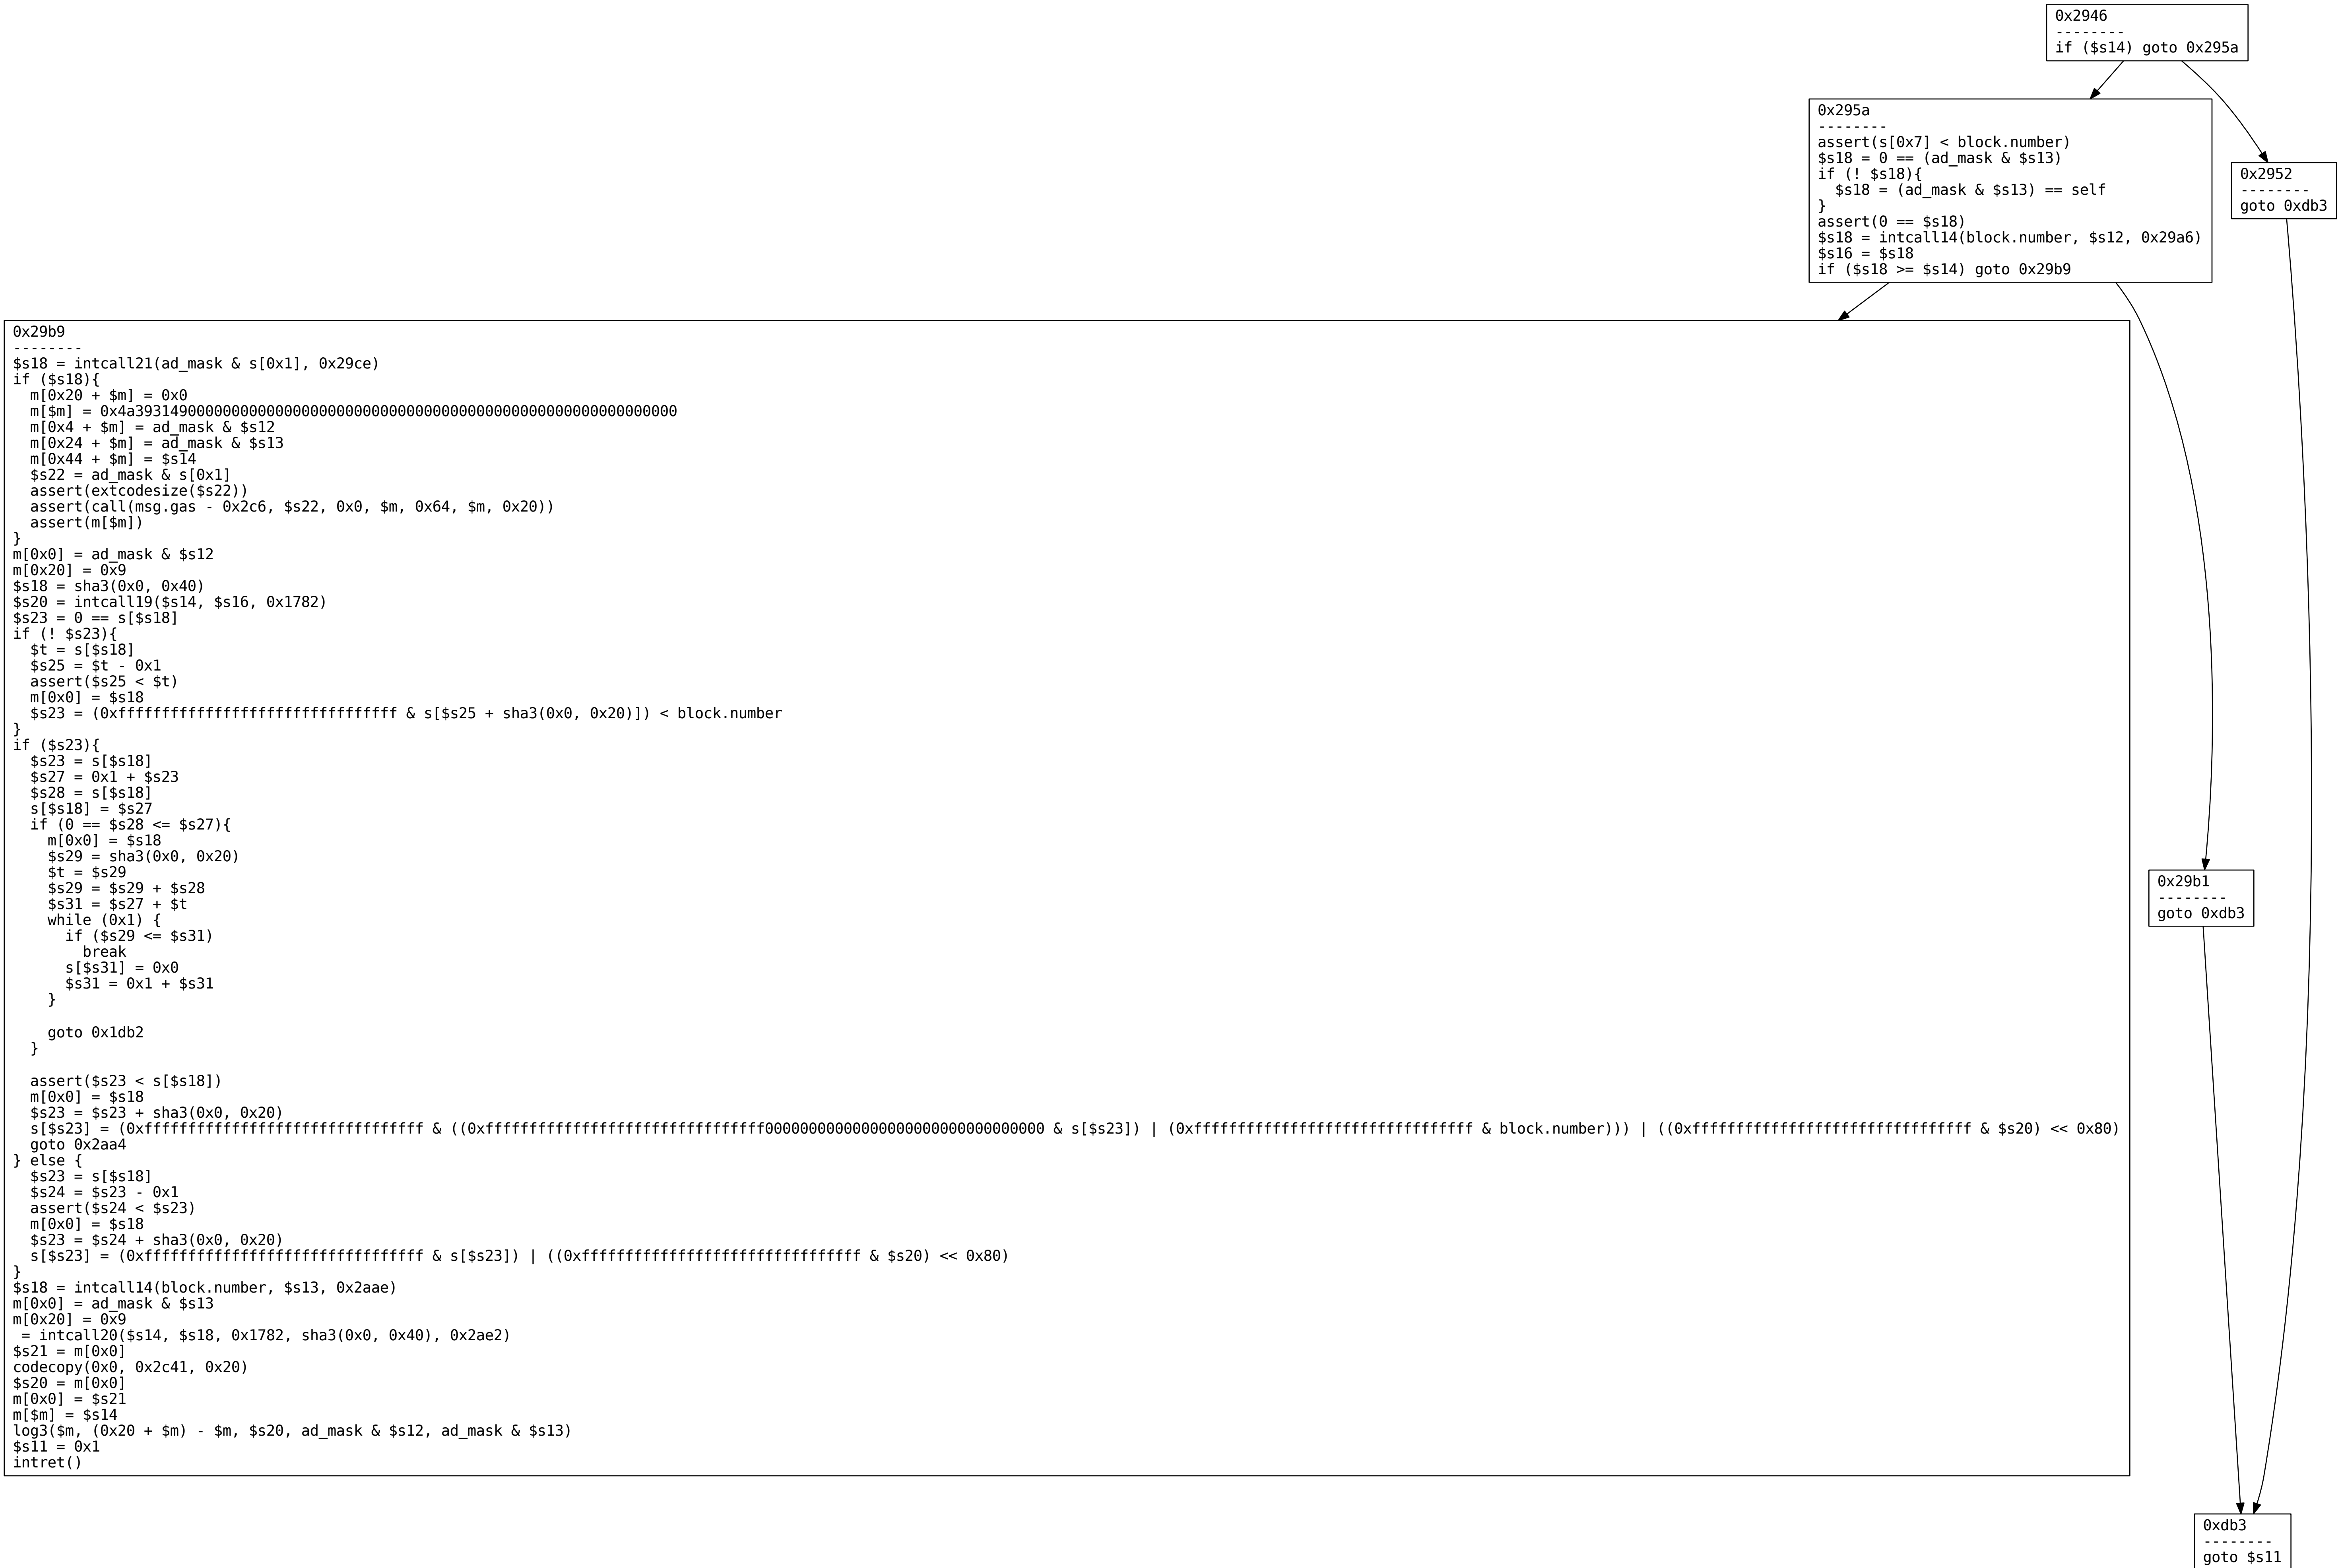 0x2946
--------
if ($s14) goto 0x295a
0x295a
--------
assert(s[0x7] < block.number)
$s18 = 0 == (ad_mask & $s13)
if (! $s18){
  $s18 = (ad_mask & $s13) == self
}
assert(0 == $s18)
$s18 = intcall14(block.number, $s12, 0x29a6)
$s16 = $s18
if ($s18 >= $s14) goto 0x29b9
0x2952
--------
goto 0xdb3
0x29b9
--------
$s18 = intcall21(ad_mask & s[0x1], 0x29ce)
if ($s18){
  m[0x20 + $m] = 0x0
  m[$m] = 0x4a39314900000000000000000000000000000000000000000000000000000000
  m[0x4 + $m] = ad_mask & $s12
  m[0x24 + $m] = ad_mask & $s13
  m[0x44 + $m] = $s14
  $s22 = ad_mask & s[0x1]
  assert(extcodesize($s22))
  assert(call(msg.gas - 0x2c6, $s22, 0x0, $m, 0x64, $m, 0x20))
  assert(m[$m])
}
m[0x0] = ad_mask & $s12
m[0x20] = 0x9
$s18 = sha3(0x0, 0x40)
$s20 = intcall19($s14, $s16, 0x1782)
$s23 = 0 == s[$s18]
if (! $s23){
  $t = s[$s18]
  $s25 = $t - 0x1
  assert($s25 < $t)
  m[0x0] = $s18
  $s23 = (0xffffffffffffffffffffffffffffffff & s[$s25 + sha3(0x0, 0x20)]) < block.number
}
if ($s23){
  $s23 = s[$s18]
  $s27 = 0x1 + $s23
  $s28 = s[$s18]
  s[$s18] = $s27
  if (0 == $s28 <= $s27){
    m[0x0] = $s18
    $s29 = sha3(0x0, 0x20)
    $t = $s29
    $s29 = $s29 + $s28
    $s31 = $s27 + $t
    while (0x1) {
      if ($s29 <= $s31)
        break
      s[$s31] = 0x0
      $s31 = 0x1 + $s31
    }
    goto 0x1db2
  }
  assert($s23 < s[$s18])
  m[0x0] = $s18
  $s23 = $s23 + sha3(0x0, 0x20)
  s[$s23] = (0xffffffffffffffffffffffffffffffff & ((0xffffffffffffffffffffffffffffffff00000000000000000000000000000000 & s[$s23]) | (0xffffffffffffffffffffffffffffffff & block.number))) | ((0xffffffffffffffffffffffffffffffff & $s20) << 0x80)
  goto 0x2aa4
} else {
  $s23 = s[$s18]
  $s24 = $s23 - 0x1
  assert($s24 < $s23)
  m[0x0] = $s18
  $s23 = $s24 + sha3(0x0, 0x20)
  s[$s23] = (0xffffffffffffffffffffffffffffffff & s[$s23]) | ((0xffffffffffffffffffffffffffffffff & $s20) << 0x80)
}
$s18 = intcall14(block.number, $s13, 0x2aae)
m[0x0] = ad_mask & $s13
m[0x20] = 0x9
 = intcall20($s14, $s18, 0x1782, sha3(0x0, 0x40), 0x2ae2)
$s21 = m[0x0]
codecopy(0x0, 0x2c41, 0x20)
$s20 = m[0x0]
m[0x0] = $s21
m[$m] = $s14
log3($m, (0x20 + $m) - $m, $s20, ad_mask & $s12, ad_mask & $s13)
$s11 = 0x1
intret()
0x29b1
--------
goto 0xdb3
0xdb3
--------
goto $s11